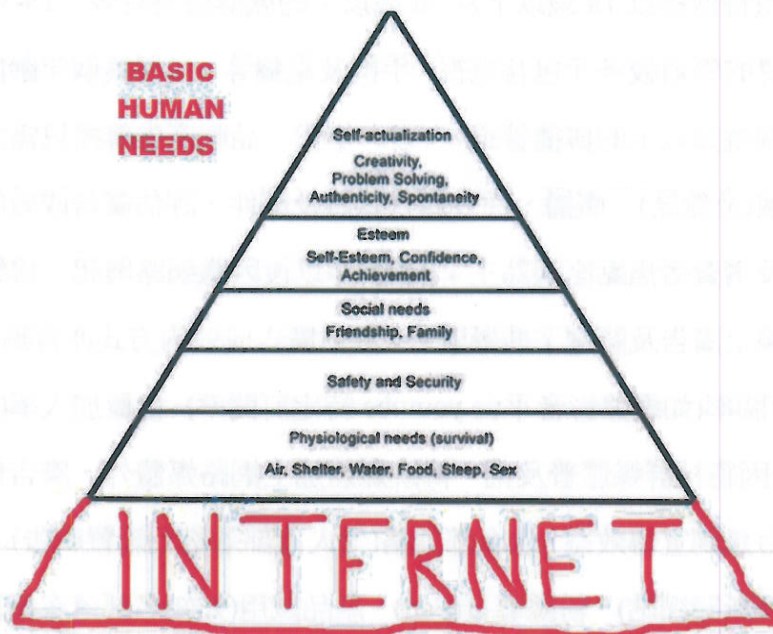 BASIC
HUMAN
NEEDS
Self-actualization
Creativity,
Problem Solving,
Authenticity, Spontaneity
Esteem
Self-Esteem, Confidence,
Achievement
Social needs
Friendship, Family
Safety and Security
Physiological needs (survival)
Air, Shelter, Water, Food, Sleep, Sex
INTERNET